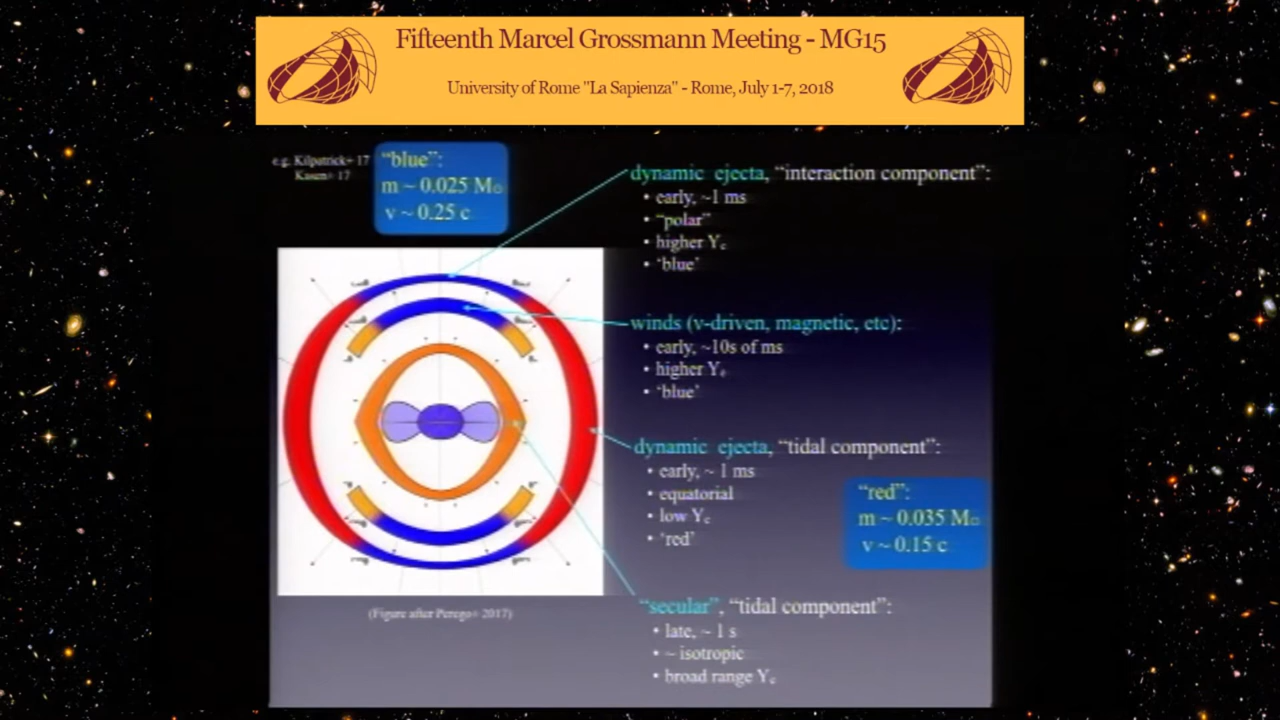 Fifteenth Marcel Grossmann Meeting - MG15
University of Rome "La Sapienza" - Rome, July 1-7, 2018
e.g. Kilpatrick+ 17
Kasen+ 17
“blue”:
m ~ 0.025 M⊙
v ~ 0.25 c
dynamic ejecta, “interaction component”:
• early, ~1 ms
• “polar”
• higher Yₑ
• ‘blue’
winds (ν-driven, magnetic, etc):
• early, ~10s of ms
• higher Yₑ
• ‘blue’
dynamic ejecta, “tidal component”:
• early, ~ 1 ms
• equatorial
• low Yₑ
• ‘red’
“red”:
m ~ 0.035 M⊙
v ~ 0.15 c
“secular”, “tidal component”:
• late, ~ 1 s
• ~ isotropic
• broad range Yₑ
(Figure after Perego+ 2017)